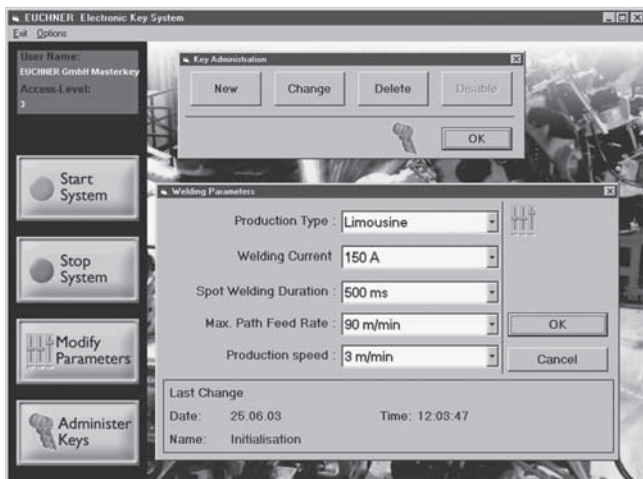 EUCHNER Electronic Key System
Exit Options
User Name:
EUCHNER GmbH Masterkey
Access-Level:
3
Start
System
Stop
System
Modify
Parameters
Administer
Keys
Key Administration
New Change Delete Disable
OK
Welding Parameters
Production Type : Limousine
Welding Current 150 A
Spot Welding Duration : 500 ms
Max. Path Feed Rate : 90 m/min
Production speed : 3 m/min
OK
Cancel
Last Change
Date: 25.06.03 Time: 12:03:47
Name: Initialisation